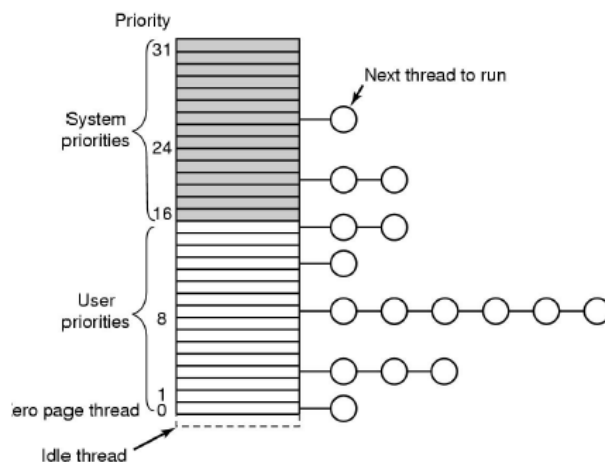 Priority
31
Next thread to run
System
priorities
24
16
User
priorities
8
1
ero page thread
0
Idle thread